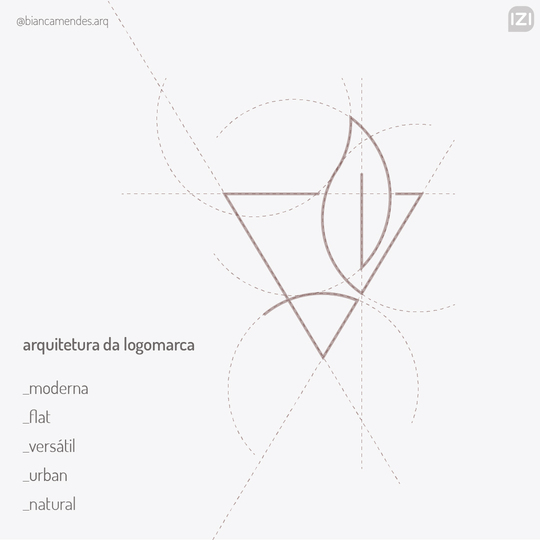 @biancamendes.arq
IZI
arquitetura da logomarca
_moderna
_flat
_versátil
_urban
_natural